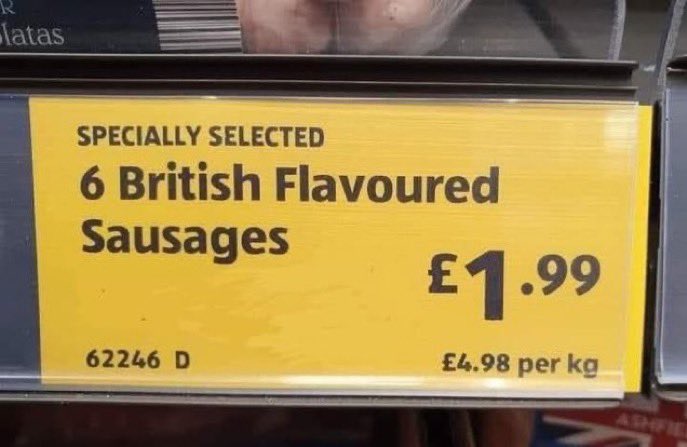 SPECIALLY SELECTED
6 British Flavoured
Sausages
£1.99
62246 D
£4.98 per kg